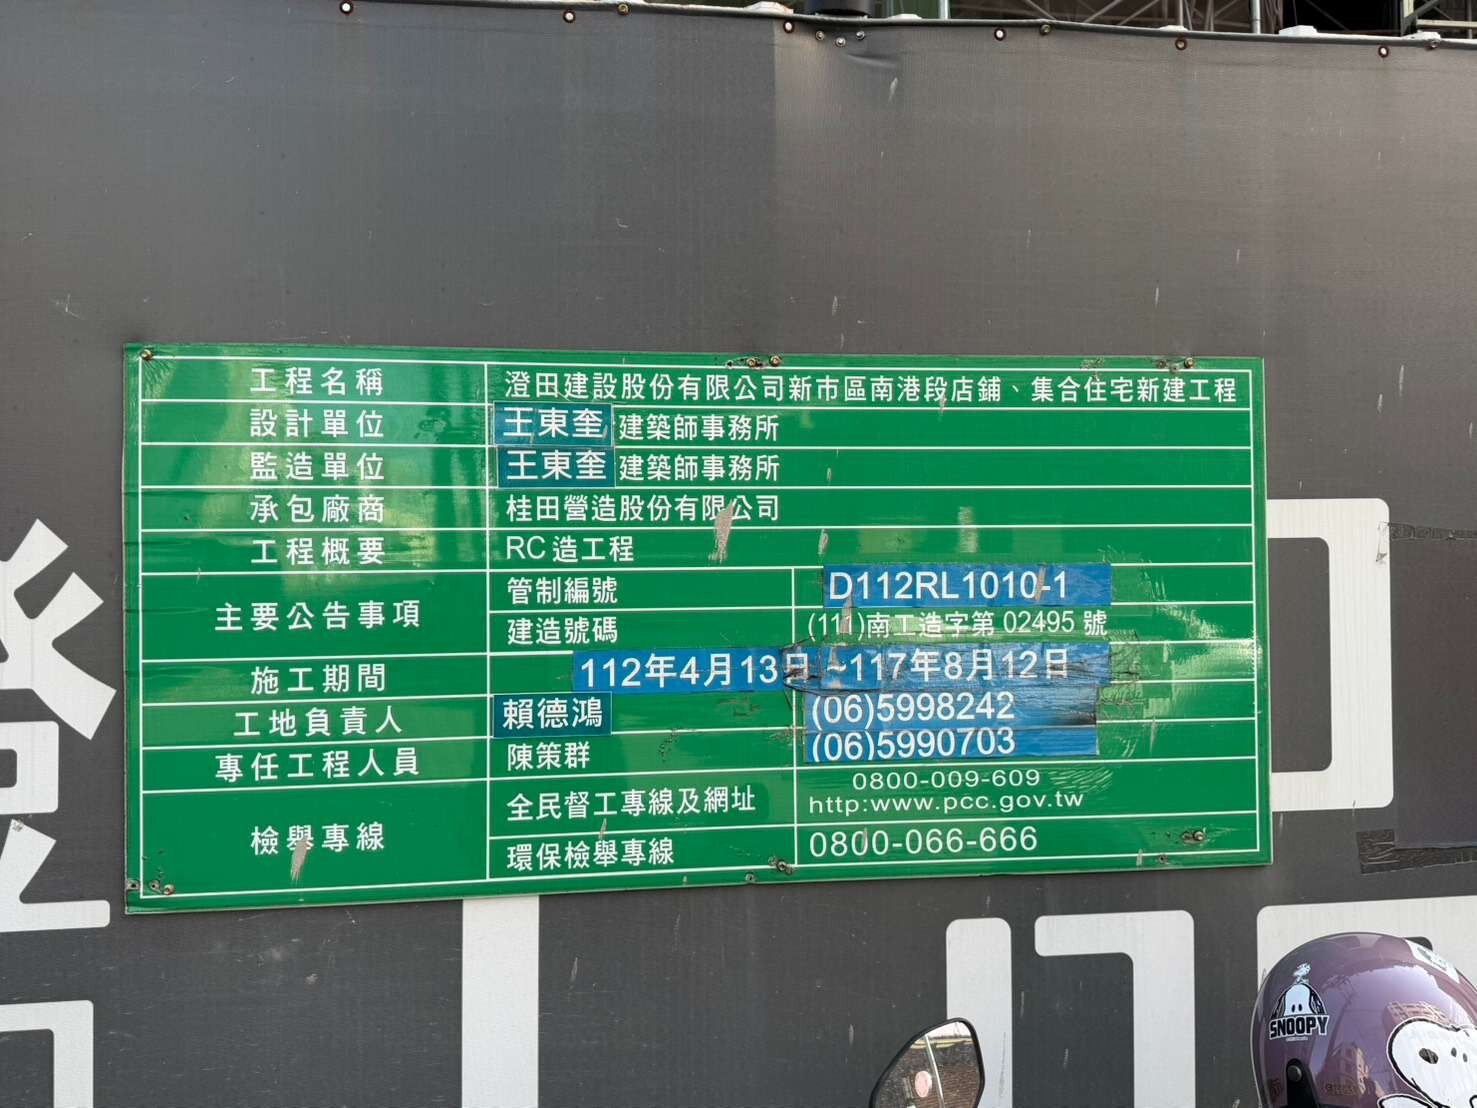 工程名稱 澄田建設股份有限公司新市區南港段店鋪、集合住宅新建工程
設計單位 王東奎 建築師事務所
監造單位 王東奎 建築師事務所
承包廠商 桂田營造股份有限公司
工程概要 RC造工程
主要公告事項 管制編號 D112RL1010-1
建造號碼 (111)南工造字第 02495 號
施工期間 112年4月13日~117年8月12日
工地負責人 賴德鴻 (06)5998242
專任工程人員 陳策群 (06)5990703
檢舉專線 全民督工專線及網址 0800-009-609
http:www.pcc.gov.tw
環保檢舉專線 0800-066-666
SNOOPY